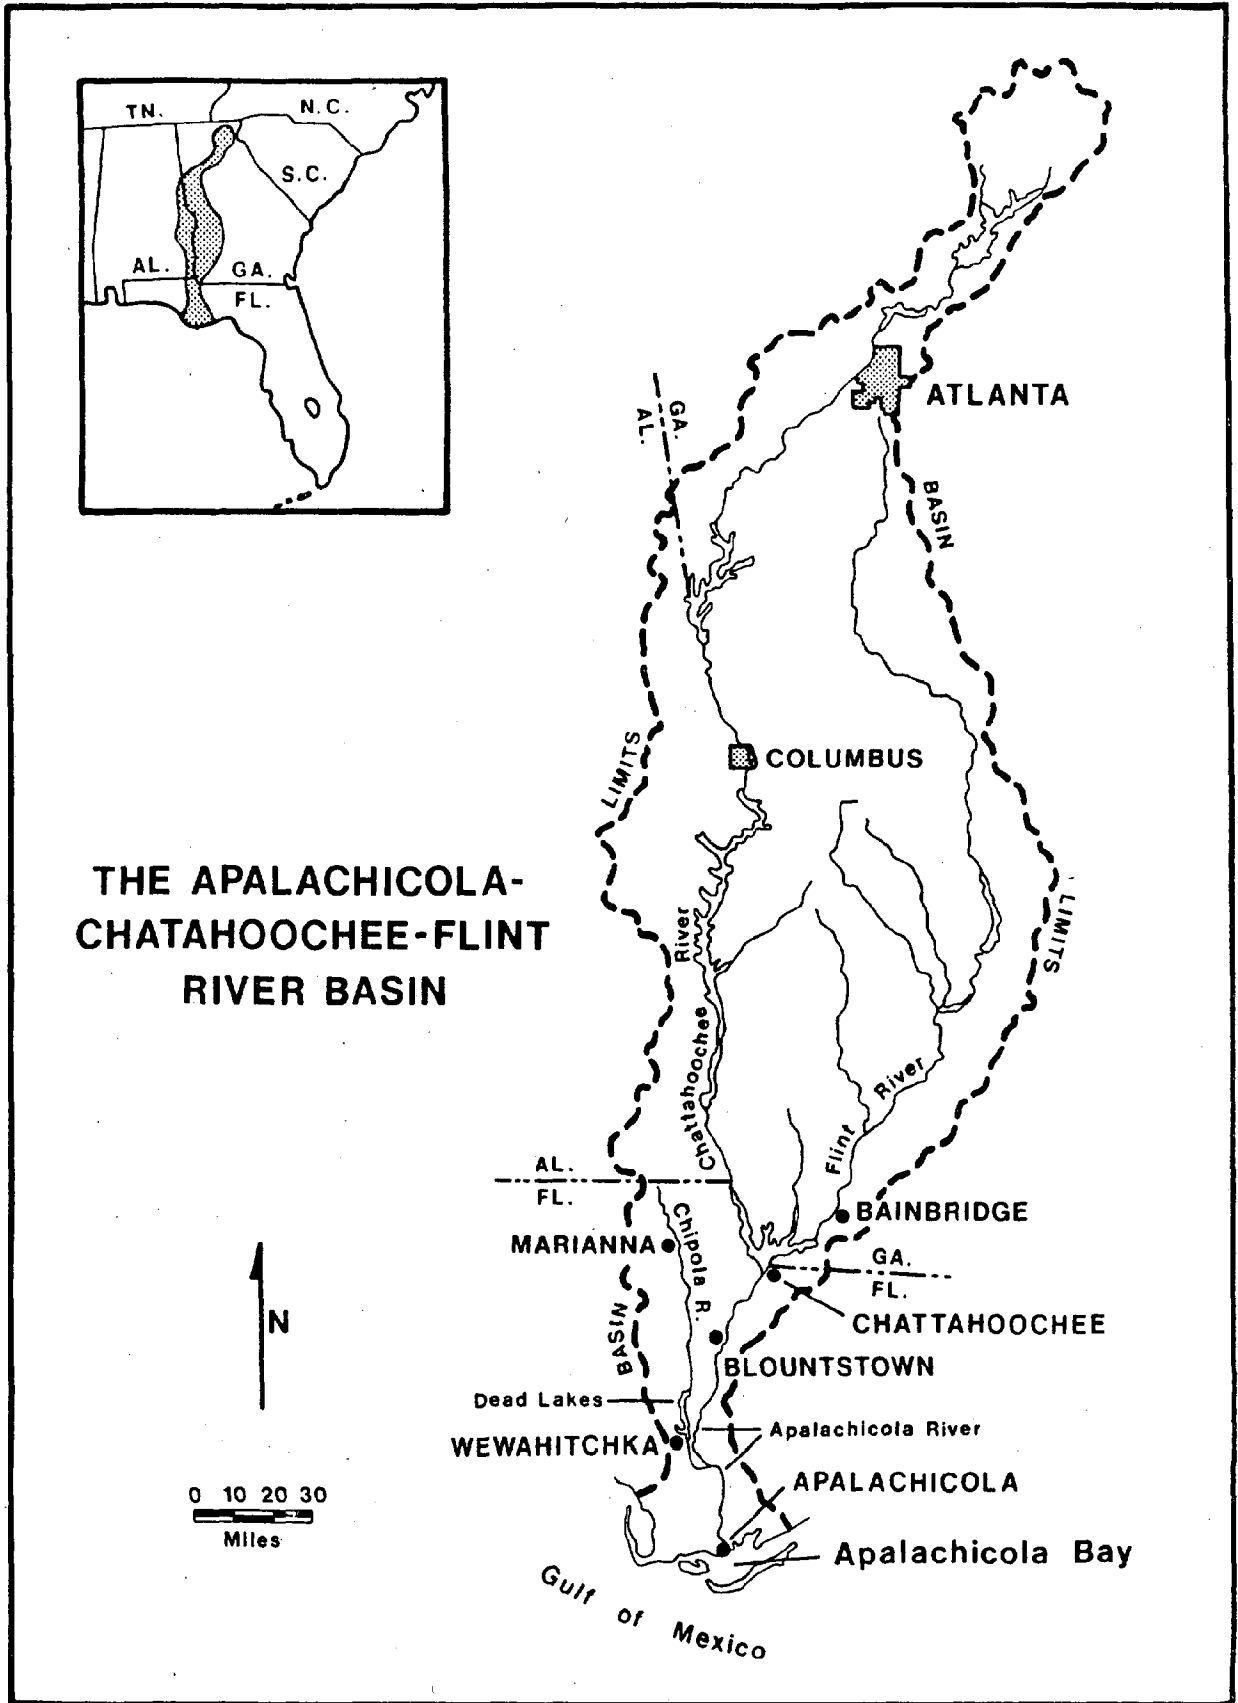 TN.
N.C.
S.C.
AL.
GA.
FL.
ATLANTA
GA.
AL.
BASIN
LIMITS
COLUMBUS
THE APALACHICOLA-
CHATAHOOCHEE-FLINT
RIVER BASIN
LIMITS
Chattahoochee River
Flint River
AL.
FL.
Chipola R.
BAINBRIDGE
MARIANNA
GA.
FL.
CHATTAHOOCHEE
BASIN
BLOUNTSTOWN
Dead Lakes
Apalachicola River
WEWAHITCHKA
APALACHICOLA
N
0 10 20 30
Miles
Apalachicola Bay
Gulf of Mexico